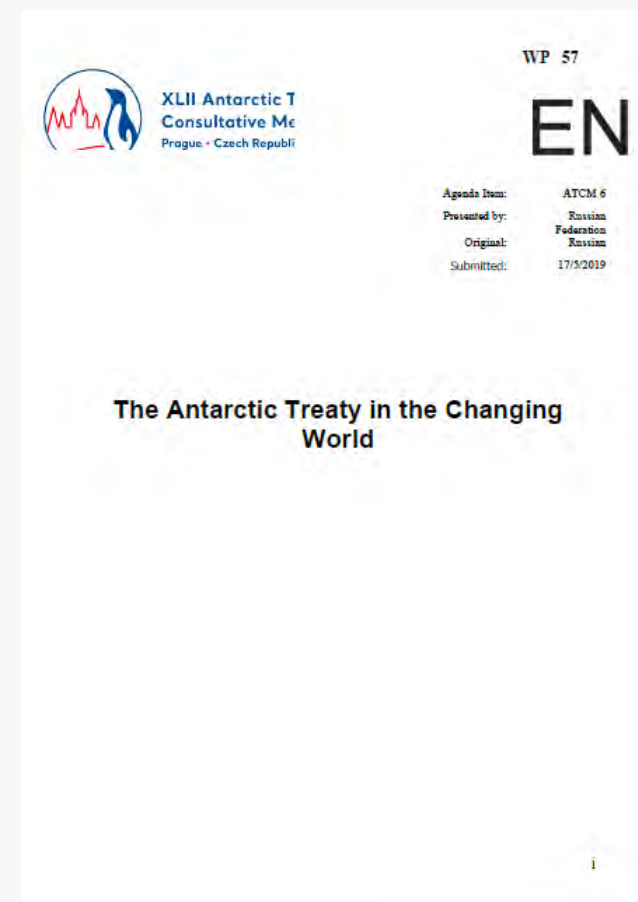 WP 57
XLII Antarctic T
Consultative Me
Prague • Czech Republi
EN
Agenda Item: ATCM 6
Presented by: Russian
Federation
Original: Russian
Submitted: 17/5/2019
The Antarctic Treaty in the Changing
World
i